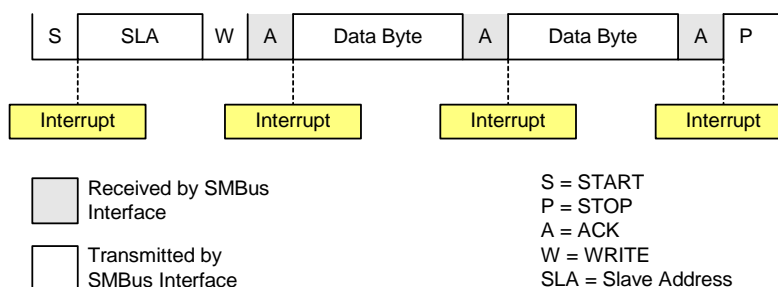 S SLA W A Data Byte A Data Byte A P
Interrupt Interrupt Interrupt Interrupt
Received by SMBus
Interface
Transmitted by
SMBus Interface
S = START
P = STOP
A = ACK
W = WRITE
SLA = Slave Address